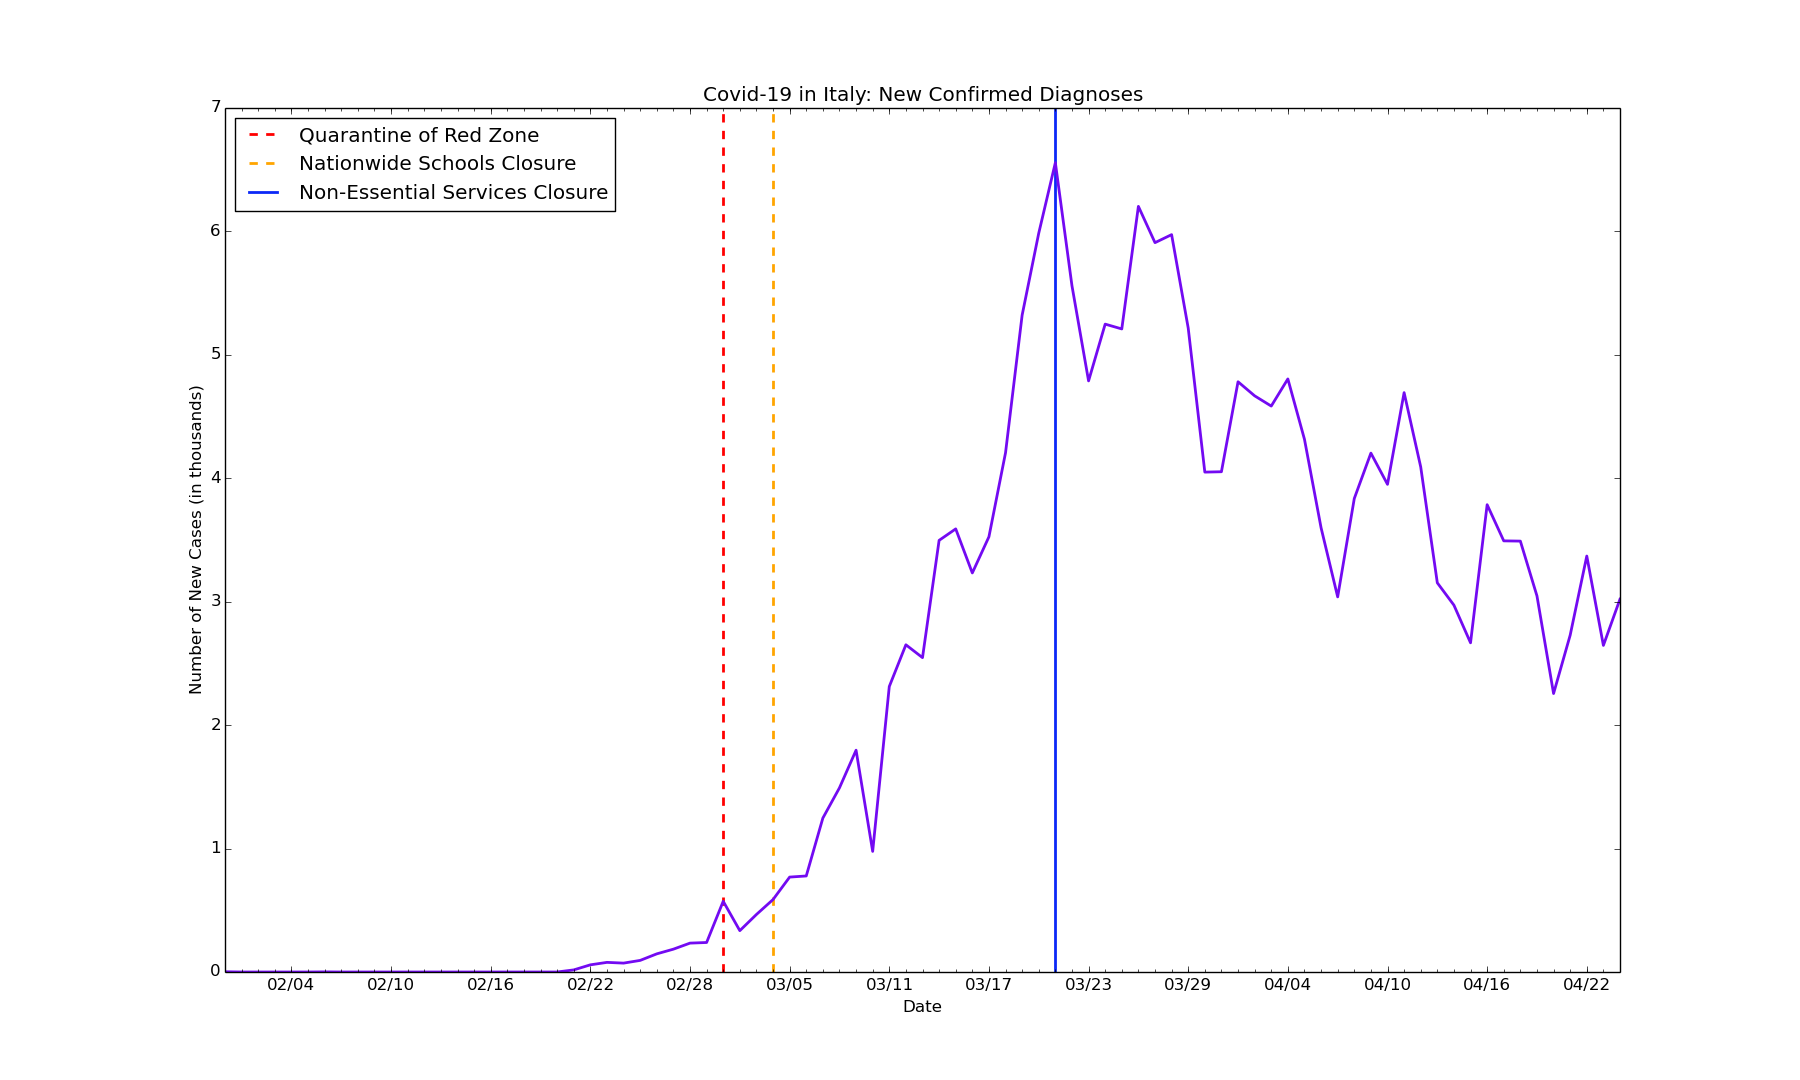 Covid-19 in Italy: New Confirmed Diagnoses
Quarantine of Red Zone
Nationwide Schools Closure
Non-Essential Services Closure
Number of New Cases (in thousands)
7
6
5
4
3
2
1
0
02/04 02/10 02/16 02/22 02/28 03/05 03/11 03/17 03/23 03/29 04/04 04/10 04/16 04/22
Date